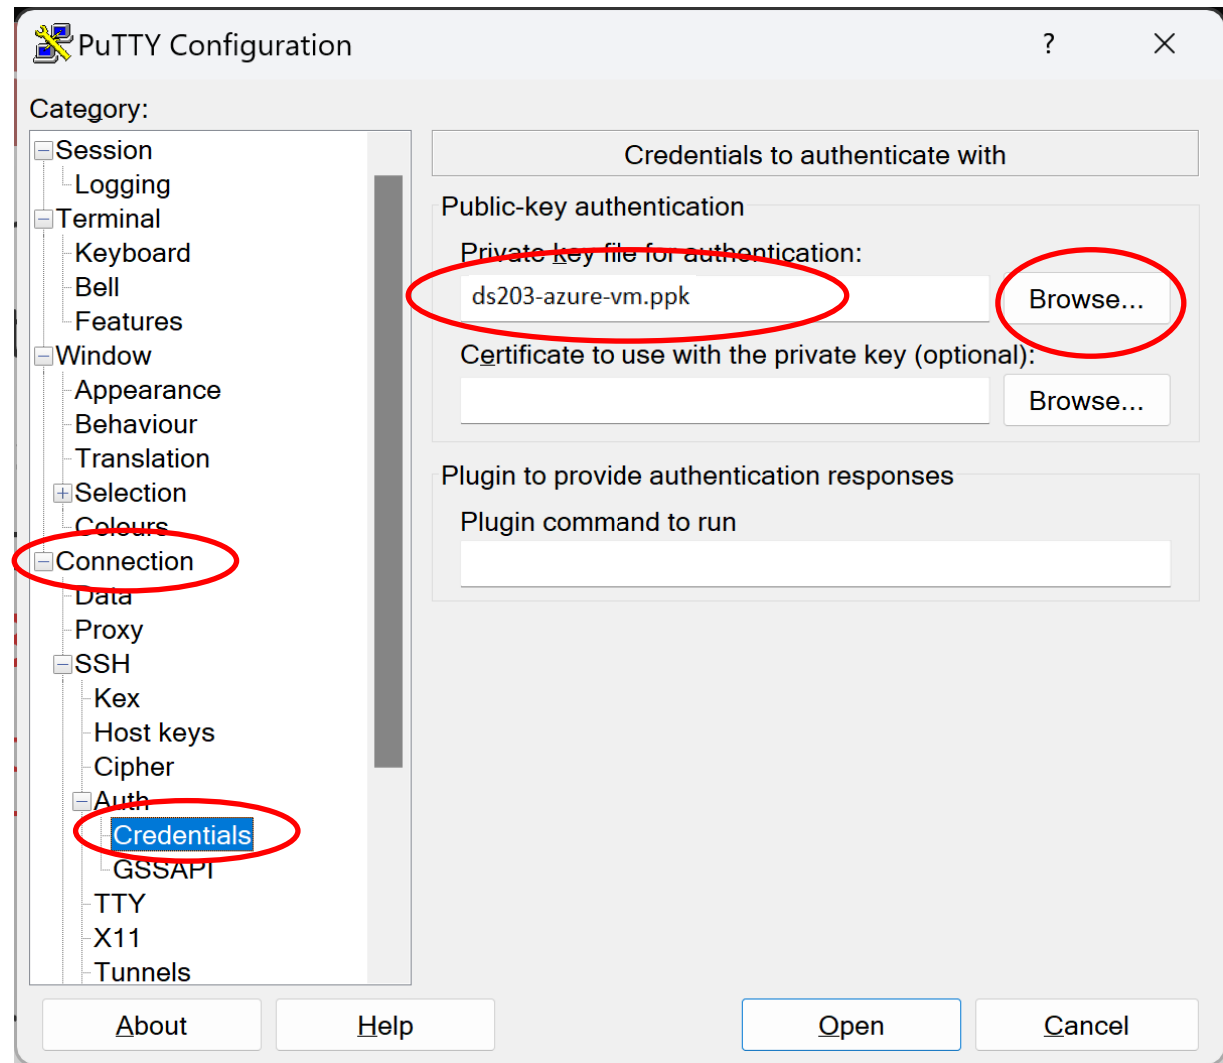 PuTTY Configuration
?
Category:
Session
Logging
Terminal
Keyboard
Bell
Features
Window
Appearance
Behaviour
Translation
Selection
Colours
Connection
Data
Proxy
SSH
Kex
Host keys
Cipher
Auth
Credentials
GSSAPI
TTY
X11
Tunnels
Credentials to authenticate with
Public-key authentication
Private key file for authentication:
ds203-azure-vm.ppk
Browse...
Certificate to use with the private key (optional):
Browse...
Plugin to provide authentication responses
Plugin command to run
About
Help
Open
Cancel